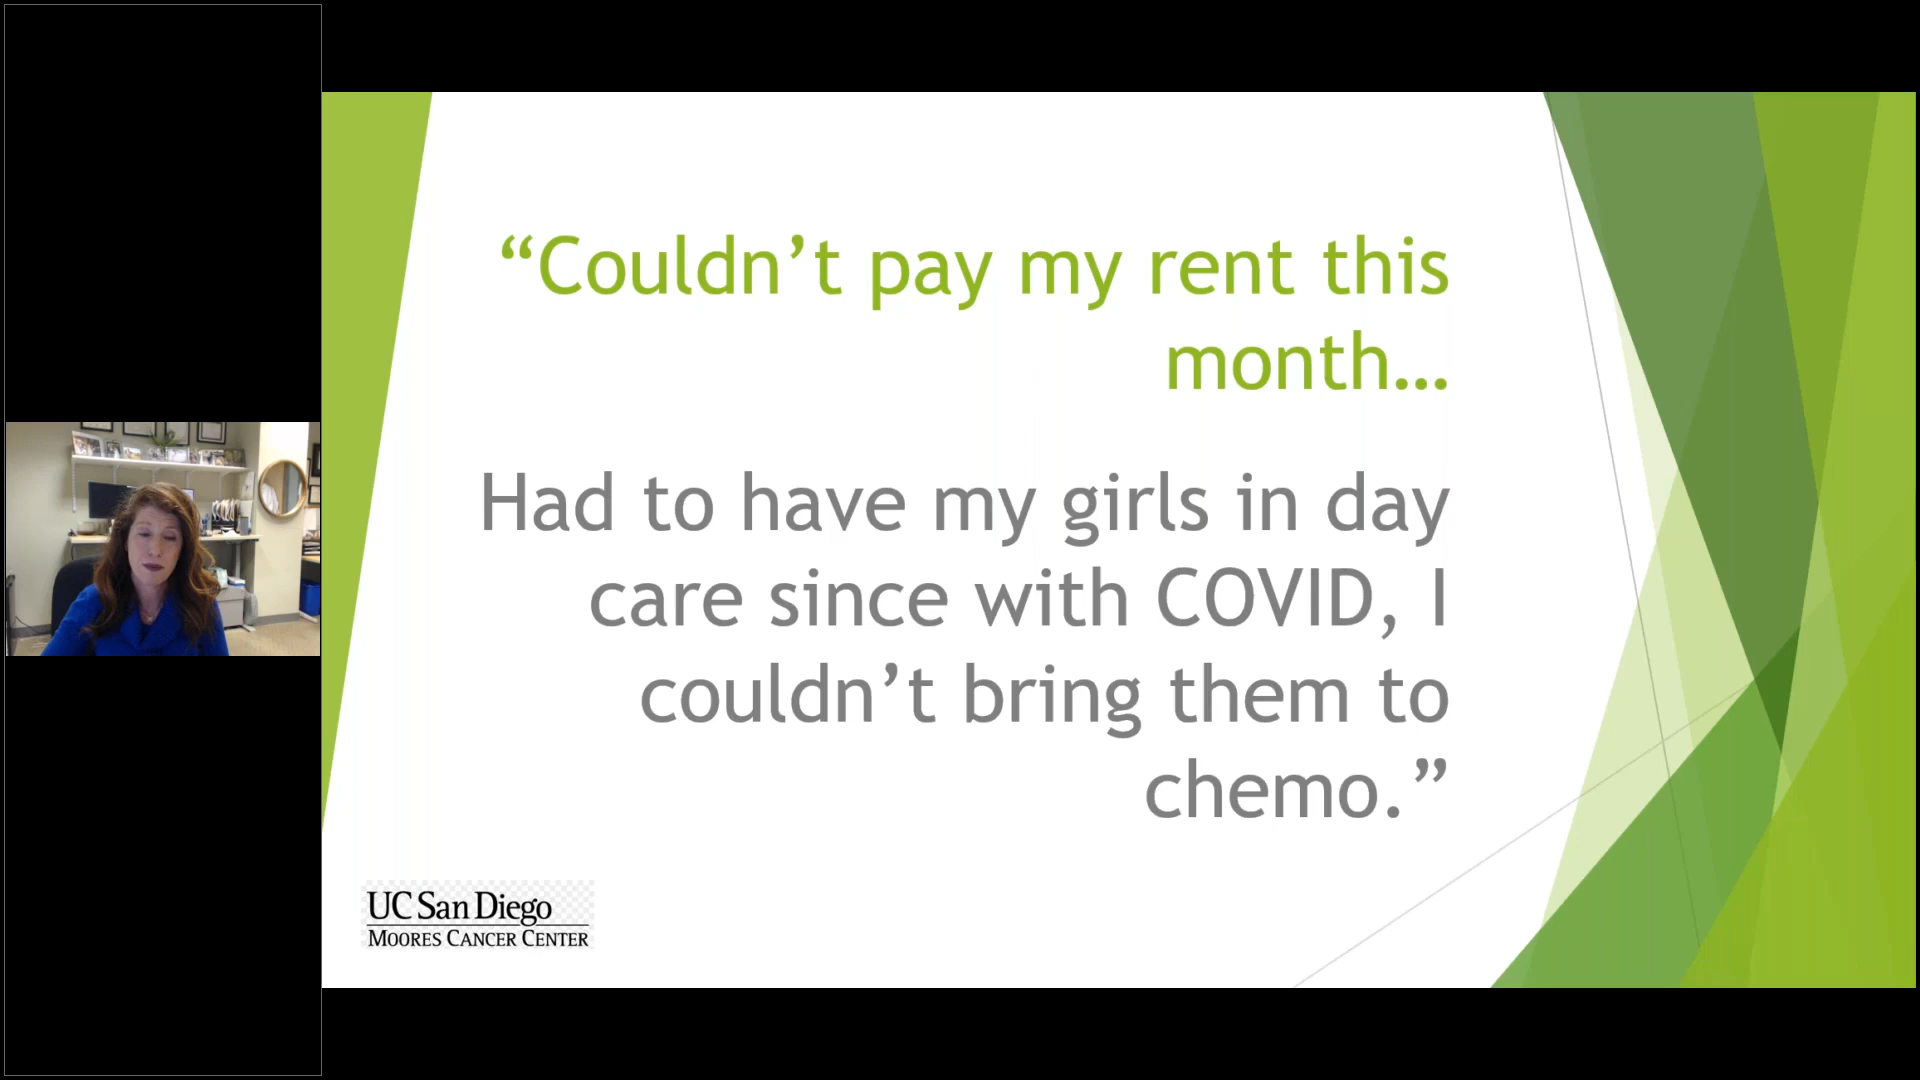 “Couldn’t pay my rent this
month…
Had to have my girls in day
care since with COVID, I
couldn’t bring them to
chemo.”
UC San Diego
MOORES CANCER CENTER